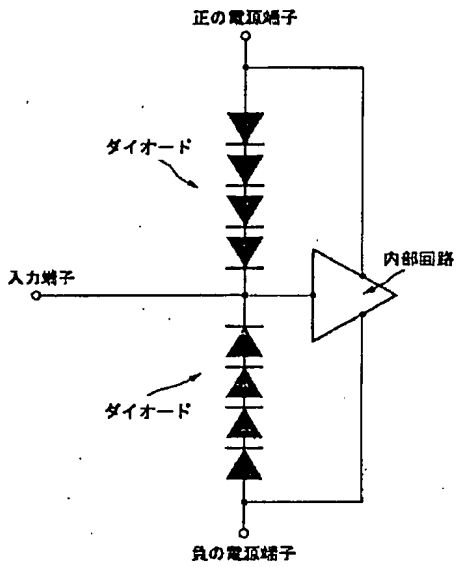 正の電源端子
ダイオード
内部回路
入力端子
ダイオード
負の電源端子